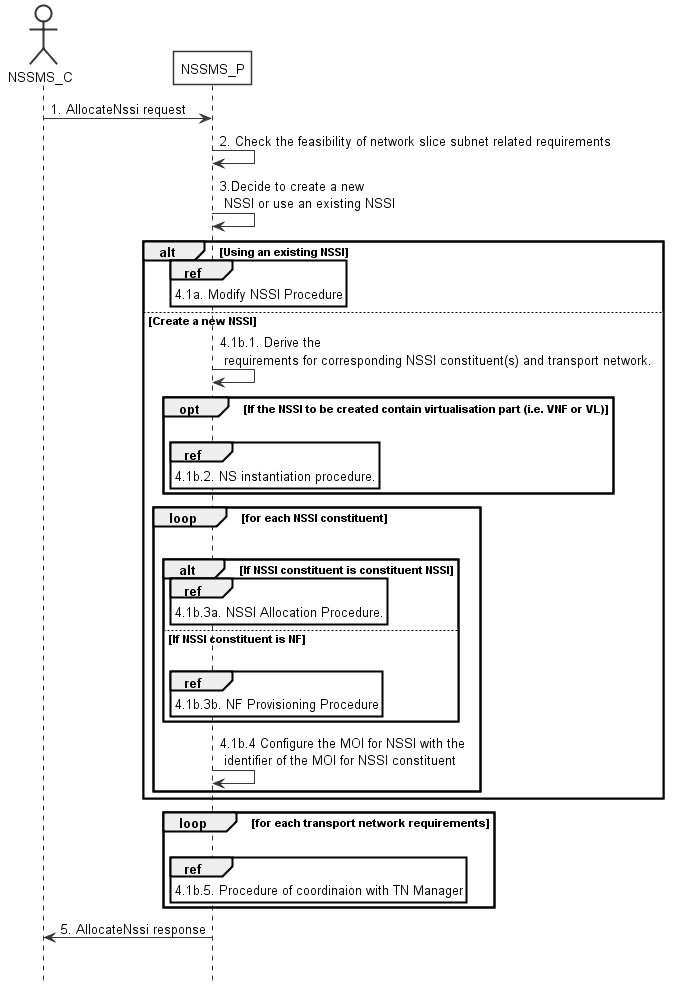 NSSMS_C
NSSMS_P
1. AllocateNssi request
2. Check the feasibility of network slice subnet related requirements
3.Decide to create a new
NSSI or use an existing NSSI
alt [Using an existing NSSI]
ref
4.1a. Modify NSSI Procedure
[Create a new NSSI]
4.1b.1. Derive the
requirements for corresponding NSSI constituent(s) and transport network.
opt [If the NSSI to be created contain virtualisation part (i.e. VNF or VL)]
ref
4.1b.2. NS instantiation procedure.
loop [for each NSSI constituent]
alt [If NSSI constituent is constituent NSSI]
ref
4.1b.3a. NSSI Allocation Procedure.
[If NSSI constituent is NF]
ref
4.1b.3b. NF Provisioning Procedure
4.1b.4 Configure the MOI for NSSI with the
identifier of the MOI for NSSI constituent
loop [for each transport network requirements]
ref
4.1b.5. Procedure of coordinaion with TN Manager
5. AllocateNssi response